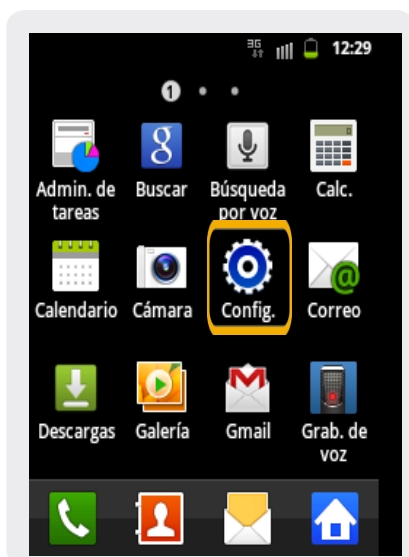 3G 12:29
1
Admin. de Buscar Búsqueda Calc.
tareas por voz
Calendario Cámara Config. Correo
Descargas Galería Gmail Grab. de
voz